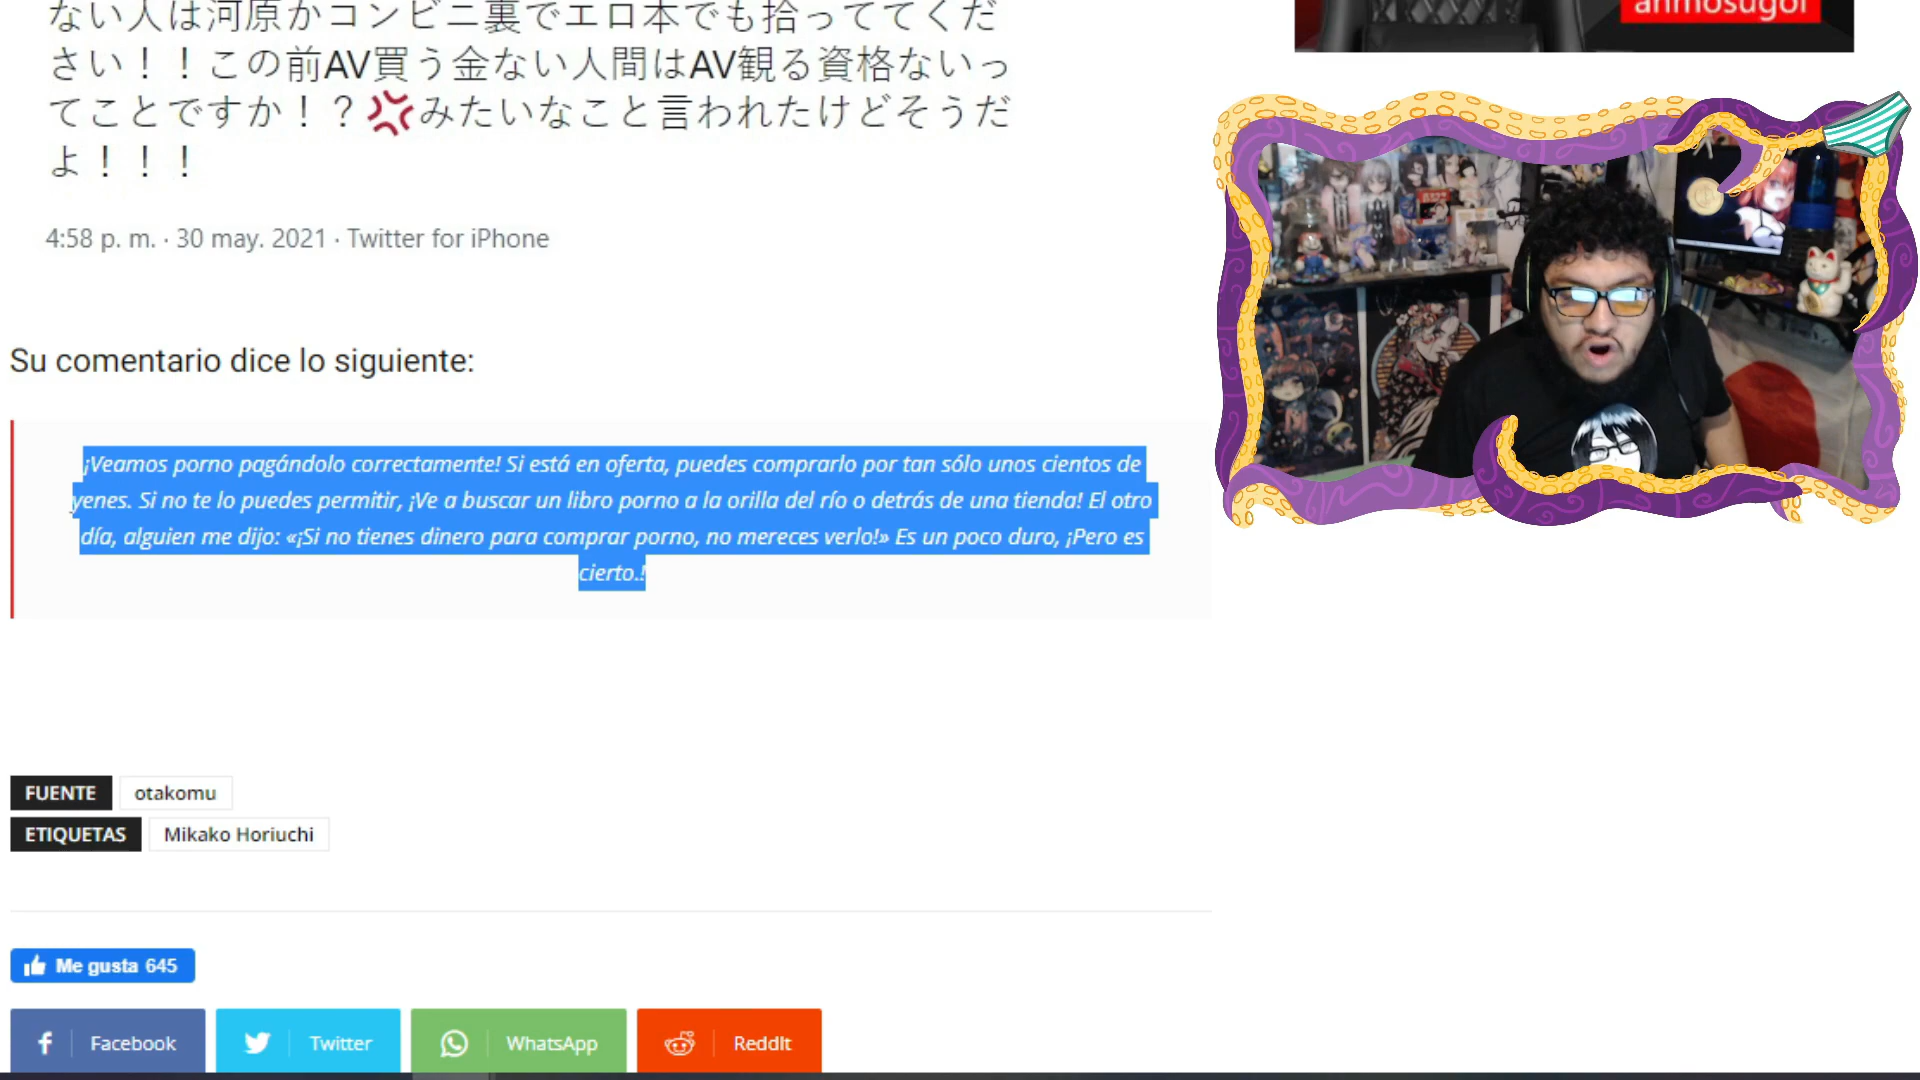 ない人は河原かコンビニ裏でエロ本でも拾っててくだ
さい！！この前AV買う金ない人間はAV観る資格ないっ
てことですか！？💢みたいなこと言われたけどそうだ
よ！！！
4:58 p. m. · 30 may. 2021 · Twitter for iPhone
Su comentario dice lo siguiente:
¡Veamos porno pagándolo correctamente! Si está en oferta, puedes comprarlo por tan sólo unos cientos de
yenes. Si no te lo puedes permitir, ¡Ve a buscar un libro porno a la orilla del río o detrás de una tienda! El otro
día, alguien me dijo: «¡Si no tienes dinero para comprar porno, no mereces verlo!» Es un poco duro, ¡Pero es
cierto.!
FUENTE otakomu
ETIQUETAS Mikako Horiuchi
Me gusta 645
Facebook Twitter WhatsApp ReddIt